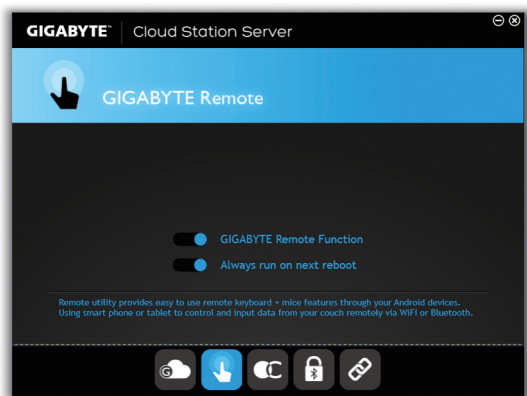 GIGABYTE™ Cloud Station Server
GIGABYTE Remote
GIGABYTE Remote Function
Always run on next reboot
Remote utility provides easy to use remote keyboard + mice features through your Android devices.
Using smart phone or tablet to control and input data from your couch remotely via WiFi or Bluetooth.
G